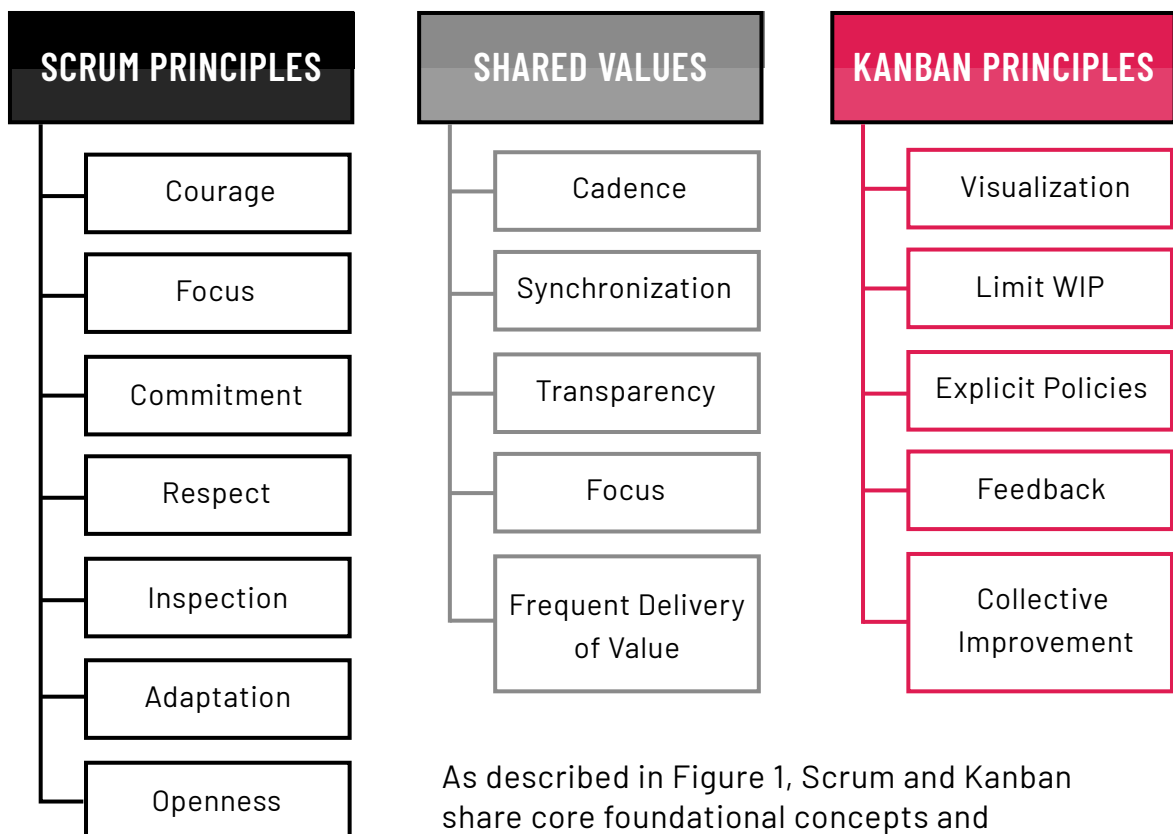 SCRUM PRINCIPLES
Courage
Focus
Commitment
Respect
Inspection
Adaptation
Openness
SHARED VALUES
Cadence
Synchronization
Transparency
Focus
Frequent Delivery
of Value
KANBAN PRINCIPLES
Visualization
Limit WIP
Explicit Policies
Feedback
Collective
Improvement
As described in Figure 1, Scrum and Kanban
share core foundational concepts and